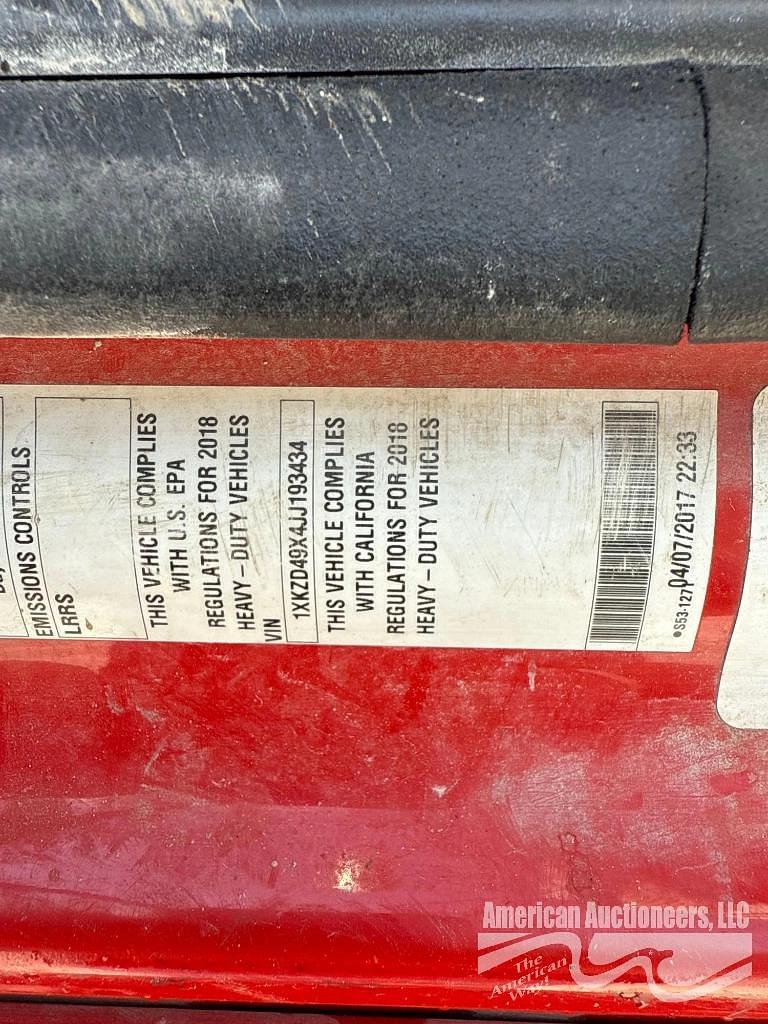 EMISSIONS CONTROLS
LRRS
THIS VEHICLE COMPLIES
WITH U.S. EPA
REGULATIONS FOR 2018
HEAVY – DUTY VEHICLES
VIN
1XKZD49X4JJ193434
THIS VEHICLE COMPLIES
WITH CALIFORNIA
REGULATIONS FOR 2018
HEAVY – DUTY VEHICLES
04/07/2017 22:33
American Auctioneers, LLC
The
American
Way!